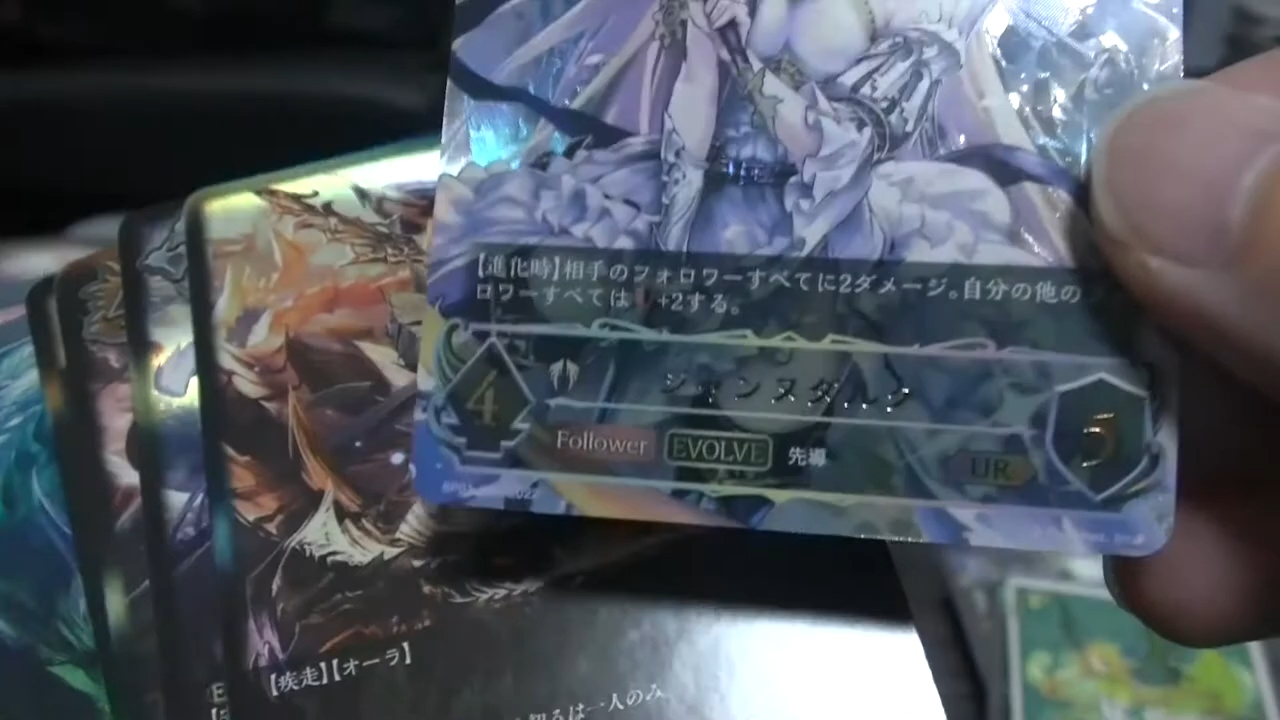 【進化時】相手のフォロワーすべてに2ダメージ。自分の他の
ロワーすべては +2する。
4
ジャンヌダルク
5
Follower
EVOLVE
先導
UR
【疾走】【オーラ】
知るは一人のみ